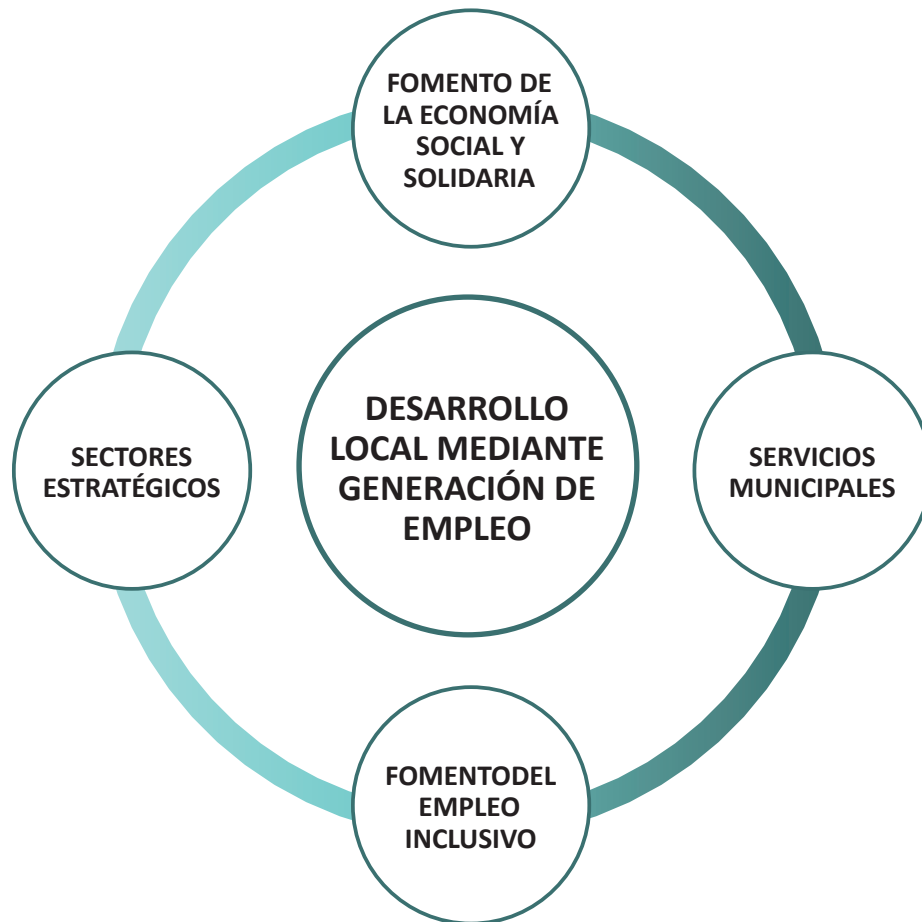 FOMENTO DE
LA ECONOMÍA
SOCIAL Y
SOLIDARIA
DESARROLLO
LOCAL MEDIANTE
GENERACIÓN DE
EMPLEO
SECTORES
ESTRATÉGICOS
SERVICIOS
MUNICIPALES
FOMENTODEL
EMPLEO
INCLUSIVO